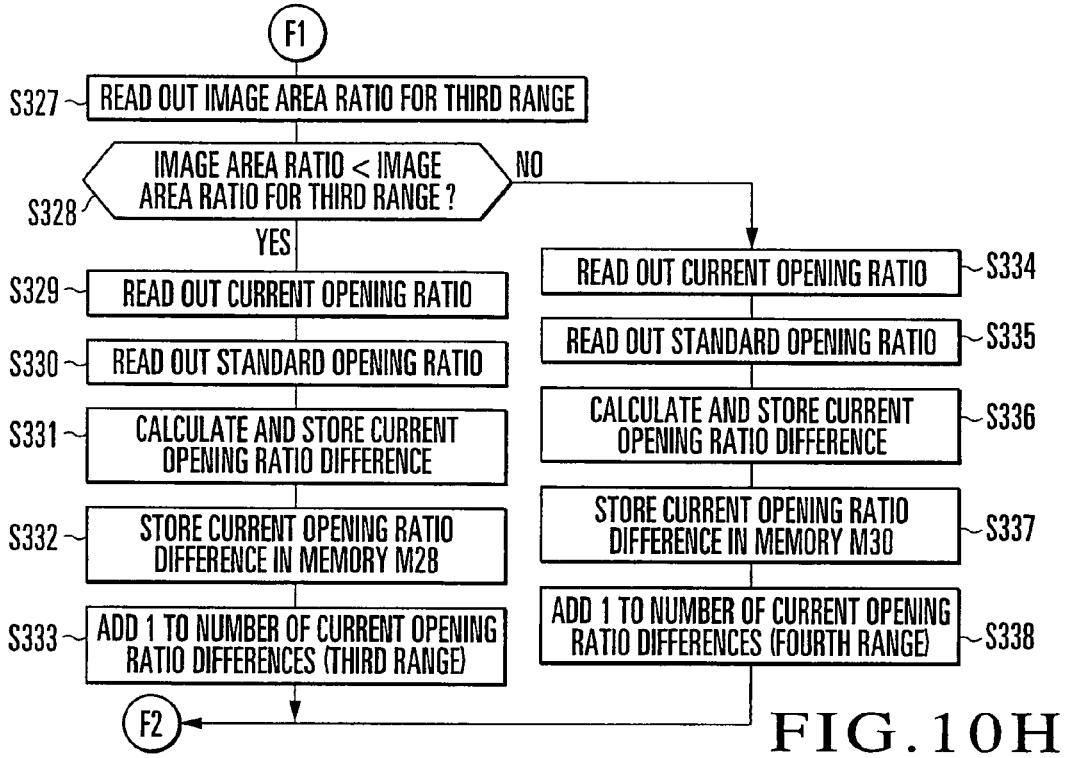 F1
S327
READ OUT IMAGE AREA RATIO FOR THIRD RANGE
S328
IMAGE AREA RATIO < IMAGE
AREA RATIO FOR THIRD RANGE ?
NO
YES
S329
READ OUT CURRENT OPENING RATIO
S330
READ OUT STANDARD OPENING RATIO
S331
CALCULATE AND STORE CURRENT
OPENING RATIO DIFFERENCE
S332
STORE CURRENT OPENING RATIO
DIFFERENCE IN MEMORY M28
S333
ADD 1 TO NUMBER OF CURRENT OPENING
RATIO DIFFERENCES (THIRD RANGE)
READ OUT CURRENT OPENING RATIO
S334
READ OUT STANDARD OPENING RATIO
S335
CALCULATE AND STORE CURRENT
OPENING RATIO DIFFERENCE
S336
STORE CURRENT OPENING RATIO
DIFFERENCE IN MEMORY M30
S337
ADD 1 TO NUMBER OF CURRENT OPENING
RATIO DIFFERENCES (FOURTH RANGE)
S338
F2
FIG.10H